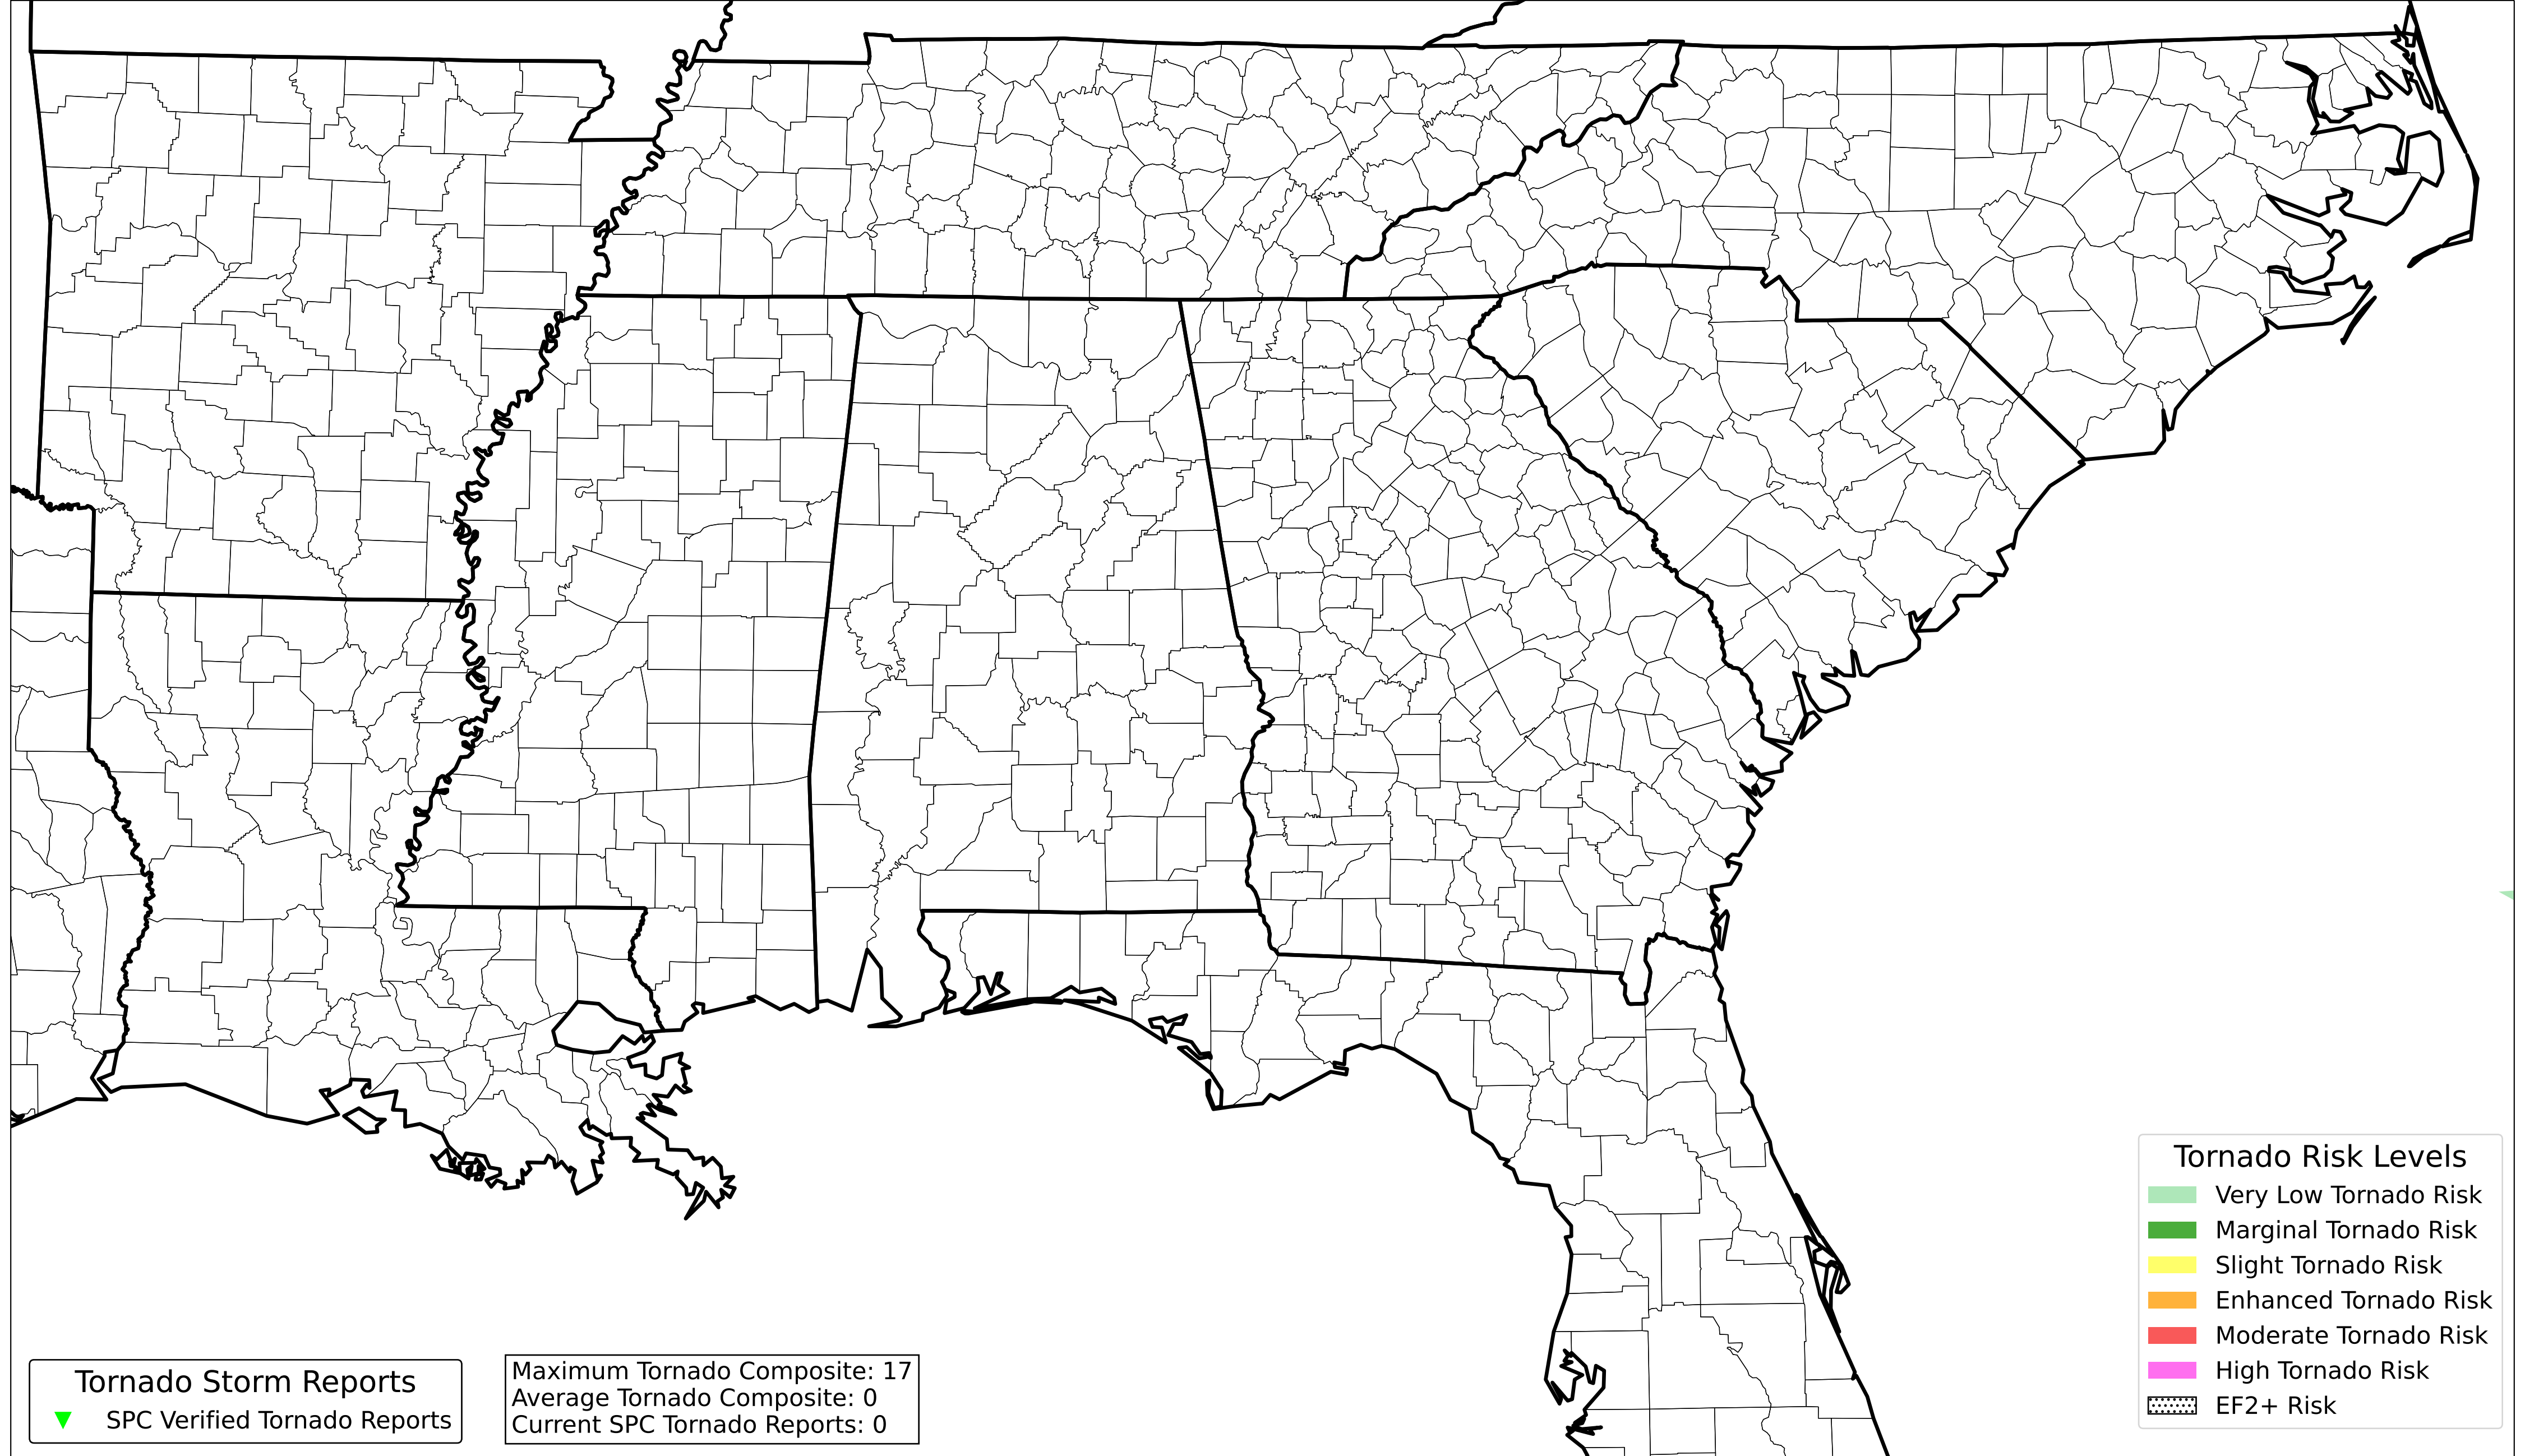 Tornado Risk Levels
Very Low Tornado Risk
Marginal Tornado Risk
Slight Tornado Risk
Enhanced Tornado Risk
Moderate Tornado Risk
High Tornado Risk
EF2+ Risk
Tornado Storm Reports
SPC Verified Tornado Reports
Maximum Tornado Composite: 17
Average Tornado Composite: 0
Current SPC Tornado Reports: 0